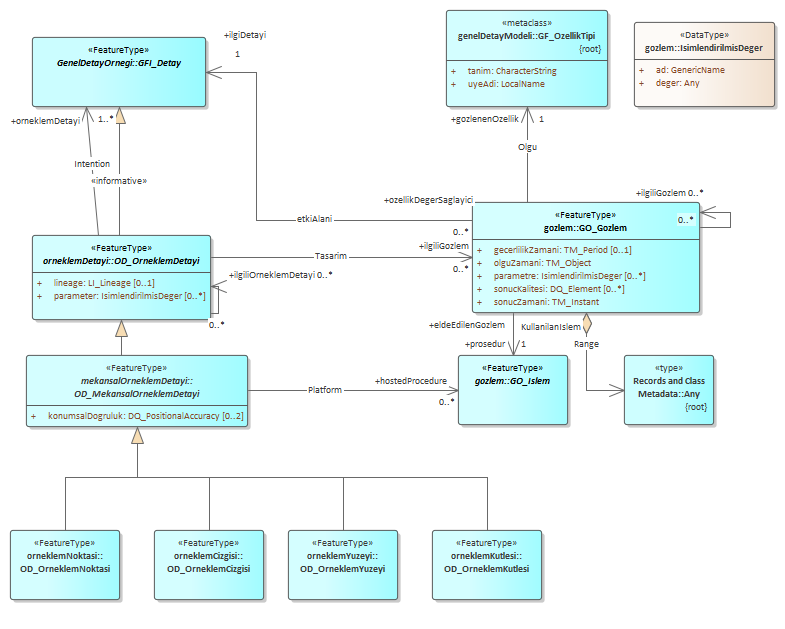 «FeatureType»
GenelDetayOrnegi::GFI_Detay
+ilgiDetayi
1
«metaclass»
genelDetayModeli::GF_OzellikTipi
{root}
+ tanim: CharacterString
+ uyeAdi: LocalName
«DataType»
gozlem::IsimlendirilmisDeger
+ ad: GenericName
+ deger: Any
+orneklemDetayi
1..*
+gozlenenOzellik
1
Intention
«informative»
Olgu
+ozellikDegerSaglayici
+ilgiliGozlem 0..*
etkiAlani
0..*
0..*
«FeatureType»
gozlem::GO_Gozlem
+ gecerlilikZamani: TM_Period [0..1]
+ olguZamani: TM_Object
+ parametre: IsimlendirilmisDeger [0..*]
+ sonucKalitesi: DQ_Element [0..*]
+ sonucZamani: TM_Instant
«FeatureType»
orneklemDetayi::OD_OrneklemDetayi
+ lineage: LI_Lineage [0..1]
+ parameter: IsimlendirilmisDeger [0..*]
Tasarim
+ilgiliGozlem
0..*
+ilgiliOrneklemDetayi 0..*
0..*
+eldeEdilenGozlem
KullanilanIslem
+prosedur
1
Range
«FeatureType»
mekansalOrneklemDetayi::
OD_MekansalOrneklemDetayi
+ konumsalDogruluk: DQ_PositionalAccuracy [0..2]
Platform
+hostedProcedure
0..*
«FeatureType»
gozlem::GO_Islem
«type»
Records and Class
Metadata::Any
{root}
«FeatureType»
orneklemNoktasi::
OD_OrneklemNoktasi
«FeatureType»
orneklemCizgisi::
OD_OrneklemCizgisi
«FeatureType»
orneklemYuzeyi::
OD_OrneklemYuzeyi
«FeatureType»
orneklemKutlesi::
OD_OrneklemKutlesi